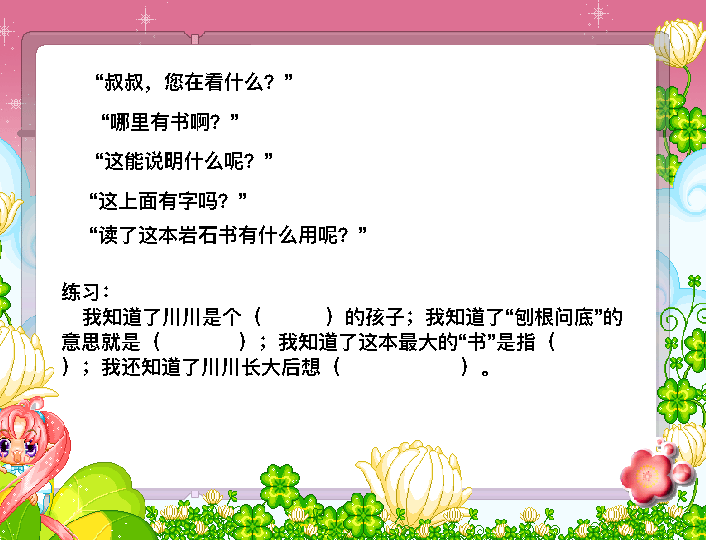 “叔叔，您在看什么？”
“哪里有书啊？”
“这能说明什么呢？”
“这上面有字吗？”
“读了这本岩石书有什么用呢？”
练习：
我知道了川川是个（　　　）的孩子；我知道了“刨根问底”的
意思就是（　　　　）；我知道了这本最大的“书”是指（
）；我还知道了川川长大后想（　　　　　　）。